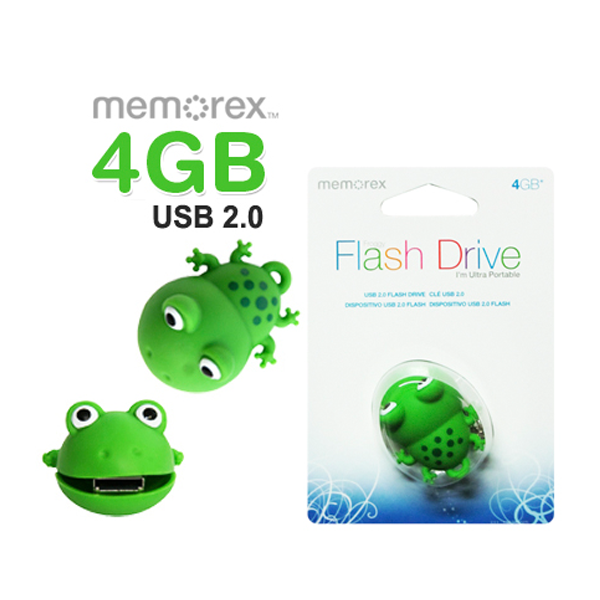 memorex™
4GB
USB 2.0
memorex 4GB*
Flash Drive
I'm Ultra Portable
USB 2.0 FLASH DRIVE CLÉ USB 2.0
DISPOSITIVO USB 2.0 FLASH DISPOSITIVO USB 2.0 FLASH